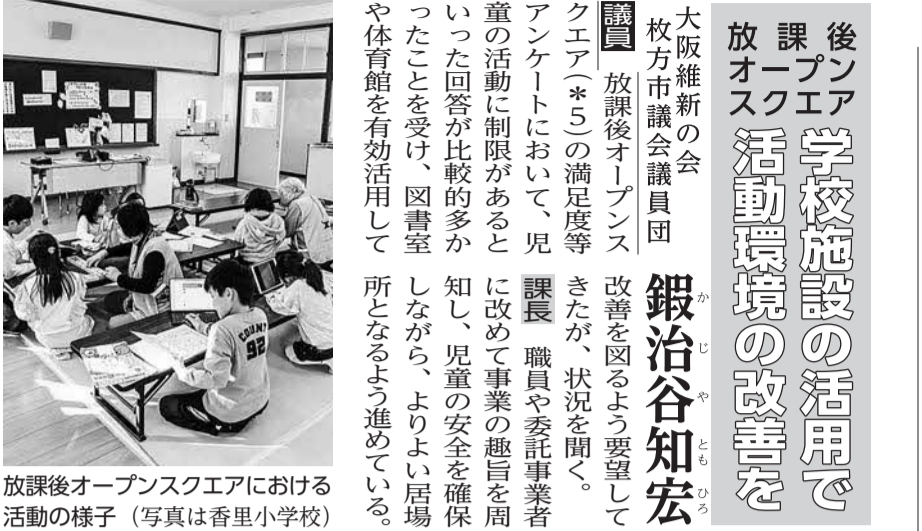 放課後
オープン
スクエア
学校施設の活用で
活動環境の改善を
大阪維新の会
枚方市議会議員団
鍜治谷知宏
かじやともひろ
議員　放課後オープンス
クエア(＊5)の満足度等
アンケートにおいて、児
童の活動に制限があると
いった回答が比較的多か
ったことを受け、図書室
や体育館を有効活用して
改善を図るよう要望して
きたが、状況を聞く。
課長　職員や委託事業者
に改めて事業の趣旨を周
知し、児童の安全を確保
しながら、よりよい居場
所となるよう進めている。
COUNT
92
放課後オープンスクエアにおける
活動の様子（写真は香里小学校）